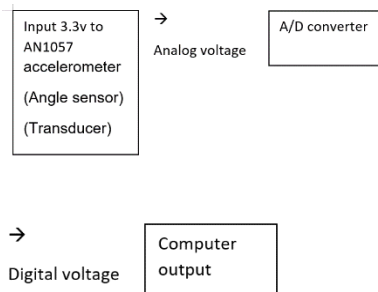 Input 3.3v to
AN1057
accelerometer
(Angle sensor)
(Transducer)
→
Analog voltage
A/D converter
→
Digital voltage
Computer
output